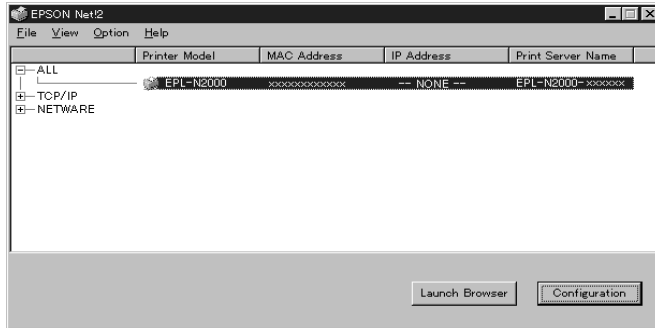 EPSON Net!2
File View Option Help
Printer Model MAC Address IP Address Print Server Name
ALL
EPL-N2000 xxxxxxxxxxxx -- NONE -- EPL-N2000-xxxxxx
TCP/IP
NETWARE
Launch Browser Configuration